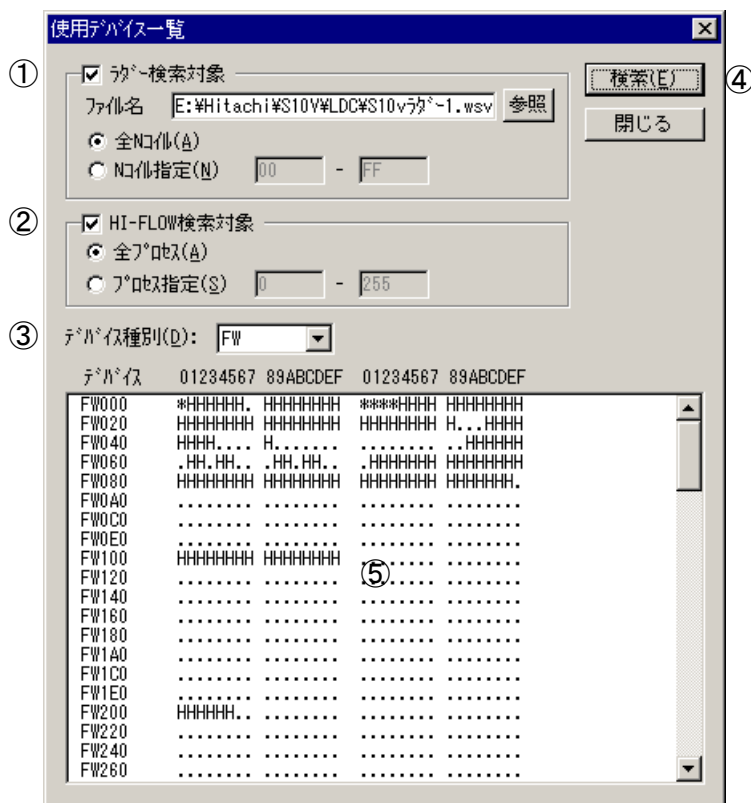 使用ﾃﾞﾊﾞｲｽ一覧
① ﾗﾀﾞｰ検索対象 検索(E) ④
ﾌｧｲﾙ名 E:¥Hitachi¥S10V¥LDC¥S10vﾗﾀﾞｰ1.wsv 参照 閉じる
全Nｺｲﾙ(A)
Nｺｲﾙ指定(N) 00 - FF
② HI-FLOW検索対象
全ﾌﾟﾛｾｽ(A)
ﾌﾟﾛｾｽ指定(S) 0 - 255
③ ﾃﾞﾊﾞｲｽ種別(D): FW
ﾃﾞﾊﾞｲｽ 01234567 89ABCDEF 01234567 89ABCDEF
FW000 *HHHHHH. HHHHHHHH ****HHHH HHHHHHHH
FW020 HHHHHHHH HHHHHHHH HHHHHHHH H...HHHH
FW040 HHHH.... H....... ........ ..HHHHHH
FW060 .HH.HH.. .HH.HH.. .HHHHHHH HHHHHHHH
FW080 HHHHHHHH HHHHHHHH HHHHHHHH HHHHHHH.
FW0A0 ........ ........ ........ ........
FW0C0 ........ ........ ........ ........
FW0E0 ........ ........ ........ ........
FW100 HHHHHHHH HHHHHHHH ........ ........
FW120 ........ ........ ⑤..... ........
FW140 ........ ........ ........ ........
FW160 ........ ........ ........ ........
FW180 ........ ........ ........ ........
FW1A0 ........ ........ ........ ........
FW1C0 ........ ........ ........ ........
FW1E0 ........ ........ ........ ........
FW200 HHHHHH.. ........ ........ ........
FW220 ........ ........ ........ ........
FW240 ........ ........ ........ ........
FW260 ........ ........ ........ ........